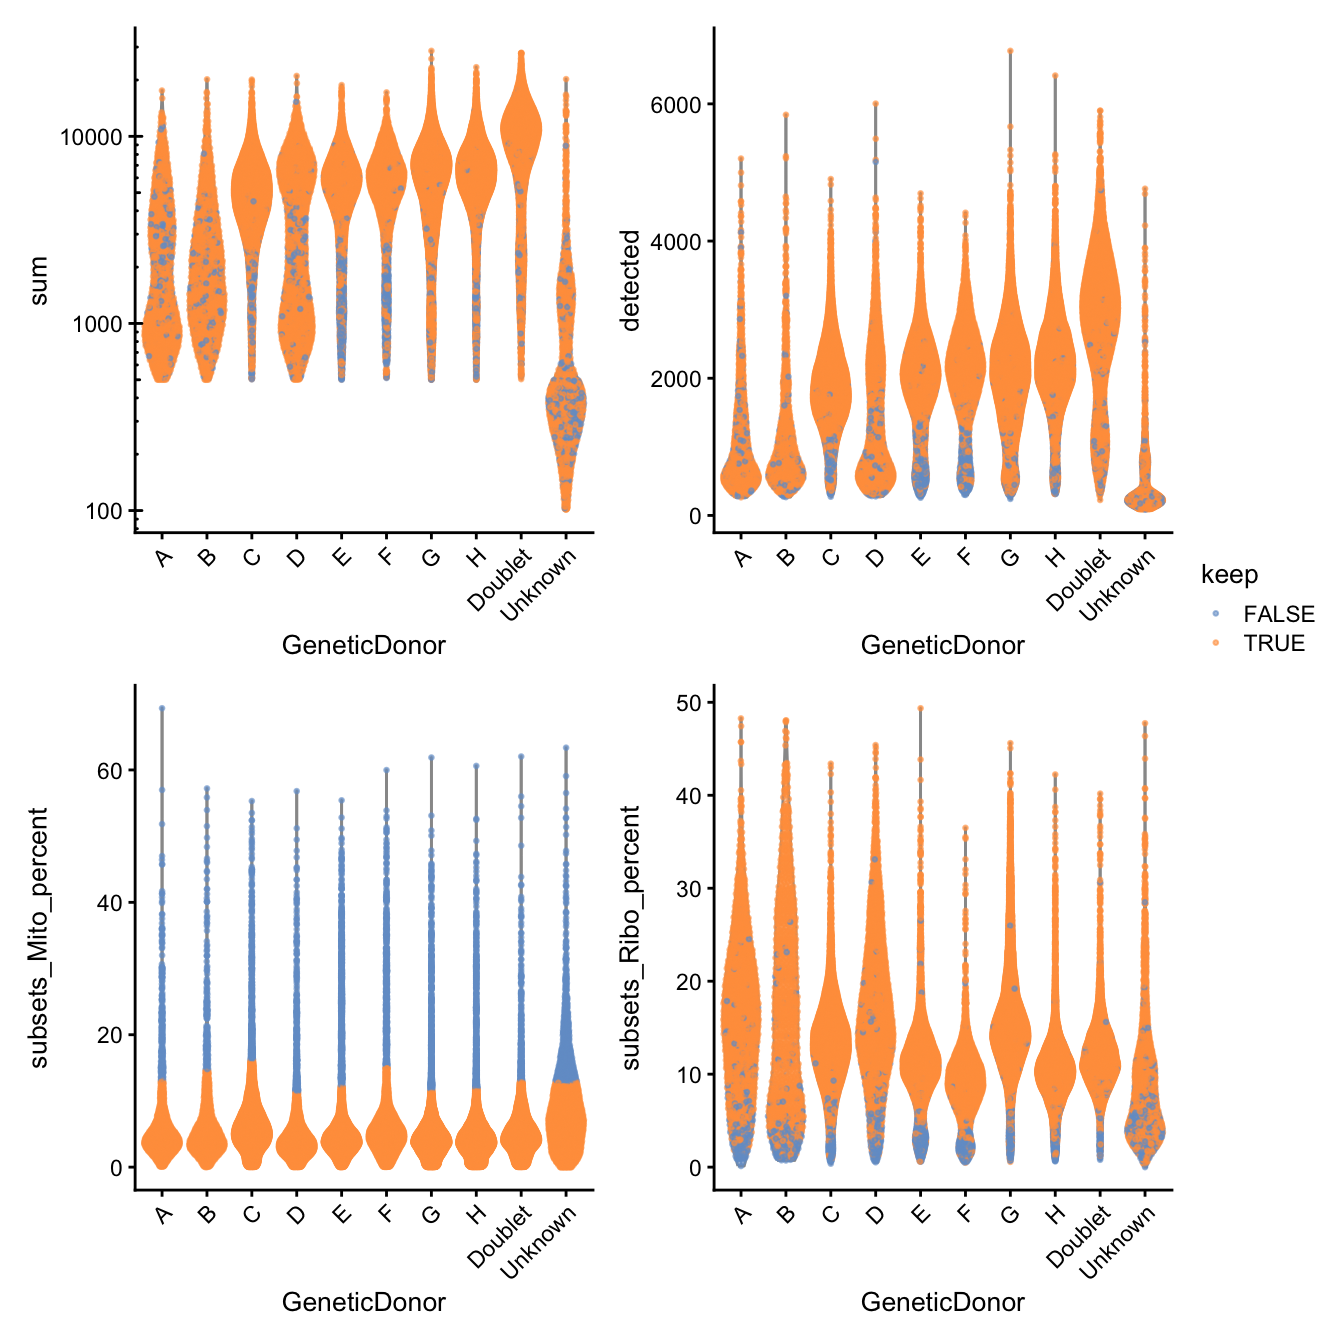 sum
10000
1000
100
A B C D E F G H Doublet Unknown
GeneticDonor
detected
6000
4000
2000
0
A B C D E F G H Doublet Unknown
GeneticDonor
keep
FALSE
TRUE
subsets_Mito_percent
60
40
20
0
A B C D E F G H Doublet Unknown
GeneticDonor
subsets_Ribo_percent
50
40
30
20
10
0
A B C D E F G H Doublet Unknown
GeneticDonor